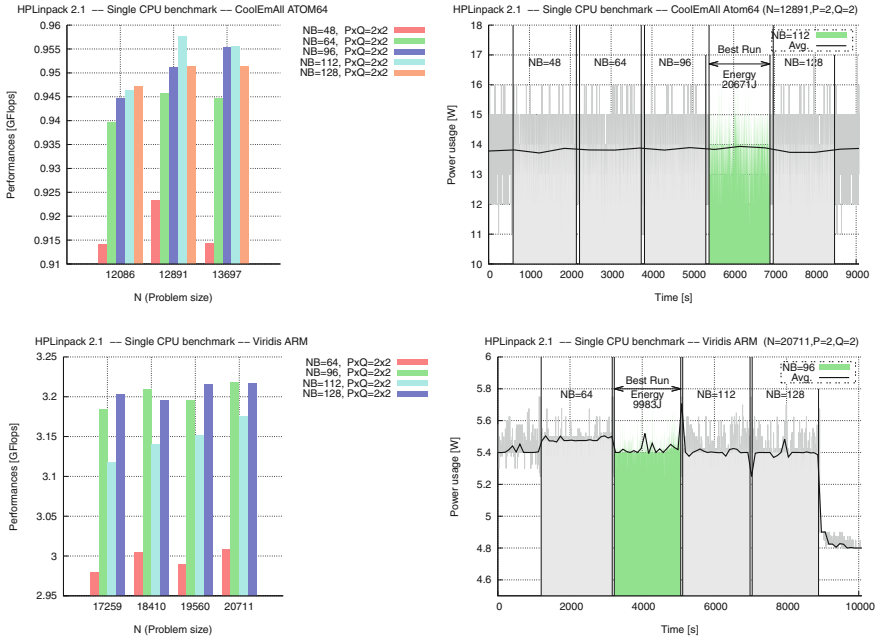 HPLinpack 2.1 −− Single CPU benchmark −− CoolEmAll ATOM64
NB=48, PxQ=2x2
NB=64, PxQ=2x2
NB=96, PxQ=2x2
NB=112, PxQ=2x2
NB=128, PxQ=2x2
Performances [GFlops]
0.96
0.955
0.95
0.945
0.94
0.935
0.93
0.925
0.92
0.915
0.91
12086
12891
13697
N (Problem size)
HPLinpack 2.1 −− Single CPU benchmark −− CoolEmAll Atom64 (N=12891,P=2,Q=2)
NB=112
Avg.
Best Run
NB=48
NB=64
NB=96
NB=128
Energy
20671J
Power usage [W]
18
17
16
15
14
13
12
11
10
0
1000
2000
3000
4000
5000
6000
7000
8000
9000
Time [s]
HPLinpack 2.1 −− Single CPU benchmark −− Viridis ARM
NB=64, PxQ=2x2
NB=96, PxQ=2x2
NB=112, PxQ=2x2
NB=128, PxQ=2x2
Performances [GFlops]
3.25
3.2
3.15
3.1
3.05
3
2.95
17259
18410
19560
20711
N (Problem size)
HPLinpack 2.1 −− Single CPU benchmark −− Viridis ARM (N=20711,P=2,Q=2)
NB=96
Avg.
Best Run
NB=64
Energy
9983J
NB=112
NB=128
Power usage [W]
6
5.8
5.6
5.4
5.2
5
4.8
4.6
0
2000
4000
6000
8000
10000
Time [s]